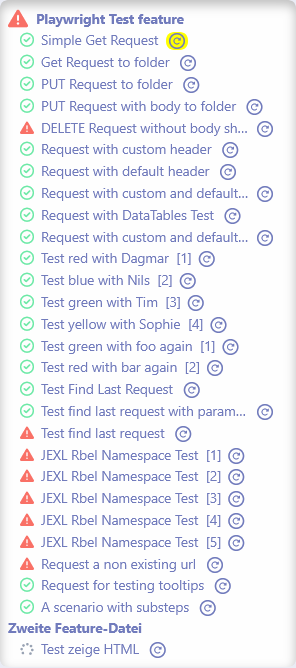 Playwright Test feature
Simple Get Request
Get Request to folder
PUT Request to folder
PUT Request with body to folder
DELETE Request without body sh...
Request with custom header
Request with default header
Request with custom and default...
Request with DataTables Test
Request with custom and default...
Test red with Dagmar [1]
Test blue with Nils [2]
Test green with Tim [3]
Test yellow with Sophie [4]
Test green with foo again [1]
Test red with bar again [2]
Test Find Last Request
Test find last request with param...
Test find last request
JEXL Rbel Namespace Test [1]
JEXL Rbel Namespace Test [2]
JEXL Rbel Namespace Test [3]
JEXL Rbel Namespace Test [4]
JEXL Rbel Namespace Test [5]
Request a non existing url
Request for testing tooltips
A scenario with substeps
Zweite Feature-Datei
Test zeige HTML